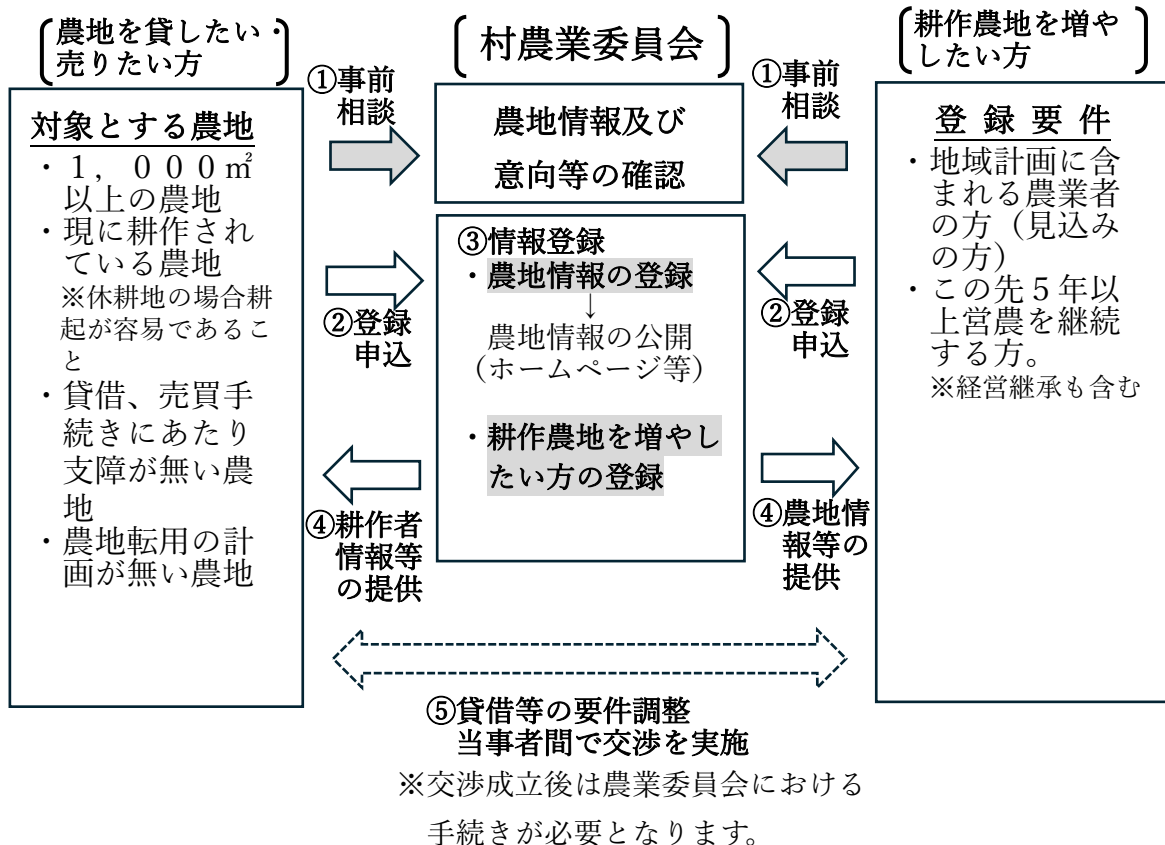 農地を貸したい・
売りたい方
村農業委員会
耕作農地を増や
したい方
①事前
相談
①事前
相談
対象とする農地
・１，０００㎡
以上の農地
・現に耕作され
ている農地
※休耕地の場合耕
起が容易であるこ
と
・貸借、売買手
続きにあたり
支障が無い農
地
・農地転用の計
画が無い農地
農地情報及び
意向等の確認
登録要件
・地域計画に含
まれる農業者
の方（見込み
の方）
・この先５年以
上営農を継続
する方。
※経営継承も含む
②登録
申込
③情報登録
・農地情報の登録
↓
農地情報の公開
（ホームページ等）
・耕作農地を増やし
たい方の登録
②登録
申込
④耕作者
情報等
の提供
④農地情
報等の
提供
⑤貸借等の要件調整
当事者間で交渉を実施
※交渉成立後は農業委員会における
手続きが必要となります。